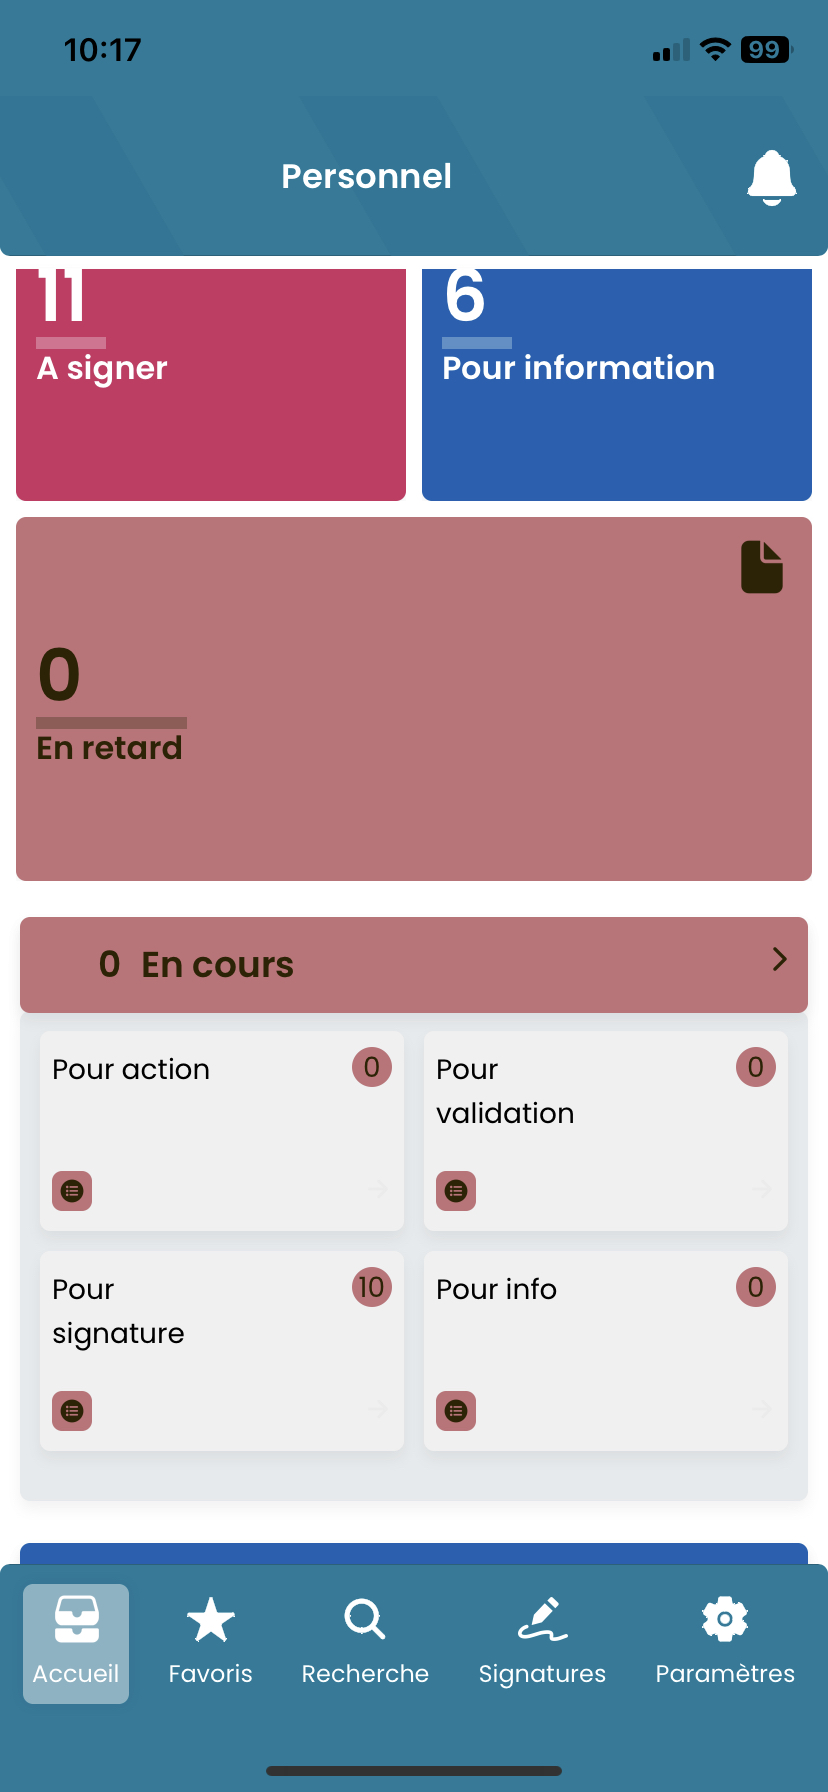 10:17
99
Personnel
11
A signer
6
Pour information
0
En retard
0 En cours
Pour action
0
Pour
validation
0
Pour
signature
10
Pour info
0
Accueil
Favoris
Recherche
Signatures
Paramètres